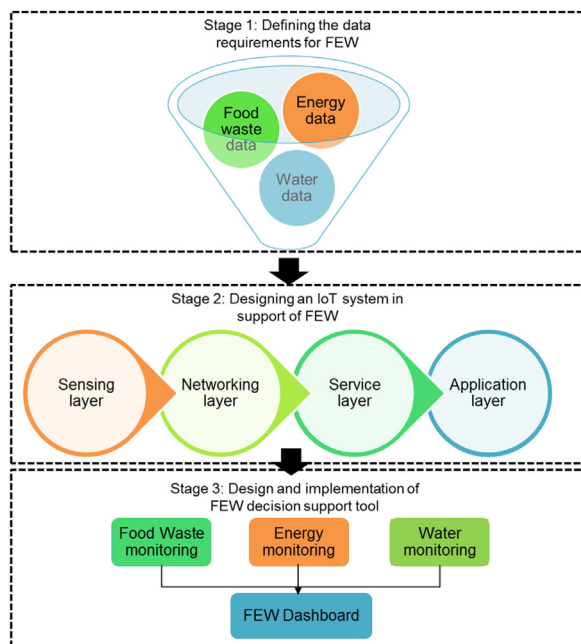 Stage 1: Defining the data
requirements for FEW
Food
waste
data
Energy
data
Water
data
Stage 2: Designing an IoT system in
support of FEW
Sensing
layer
Networking
layer
Service
layer
Application
layer
Stage 3: Design and implementation of
FEW decision support tool
Food Waste
monitoring
Energy
monitoring
Water
monitoring
FEW Dashboard